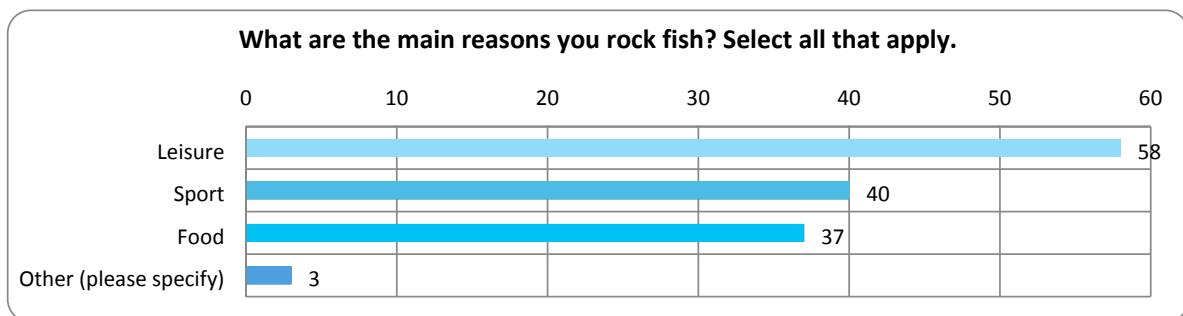 What are the main reasons you rock fish? Select all that apply.
0 10 20 30 40 50 60
Leisure 58
Sport 40
Food 37
Other (please specify) 3